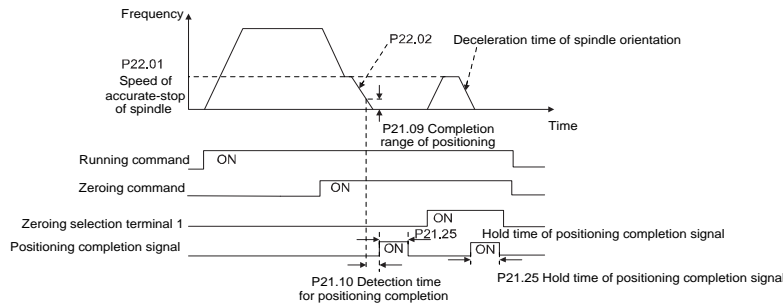 Frequency
P22.01
Speed of
accurate-stop
of spindle
P22.02
Deceleration time of spindle orientation
Time
P21.09 Completion
range of positioning
Running command
ON
Zeroing command
ON
Zeroing selection terminal 1
ON
Positioning completion signal
ON
P21.25
Hold time of positioning completion signal
ON
P21.10 Detection time
for positioning completion
P21.25 Hold time of positioning completion signal